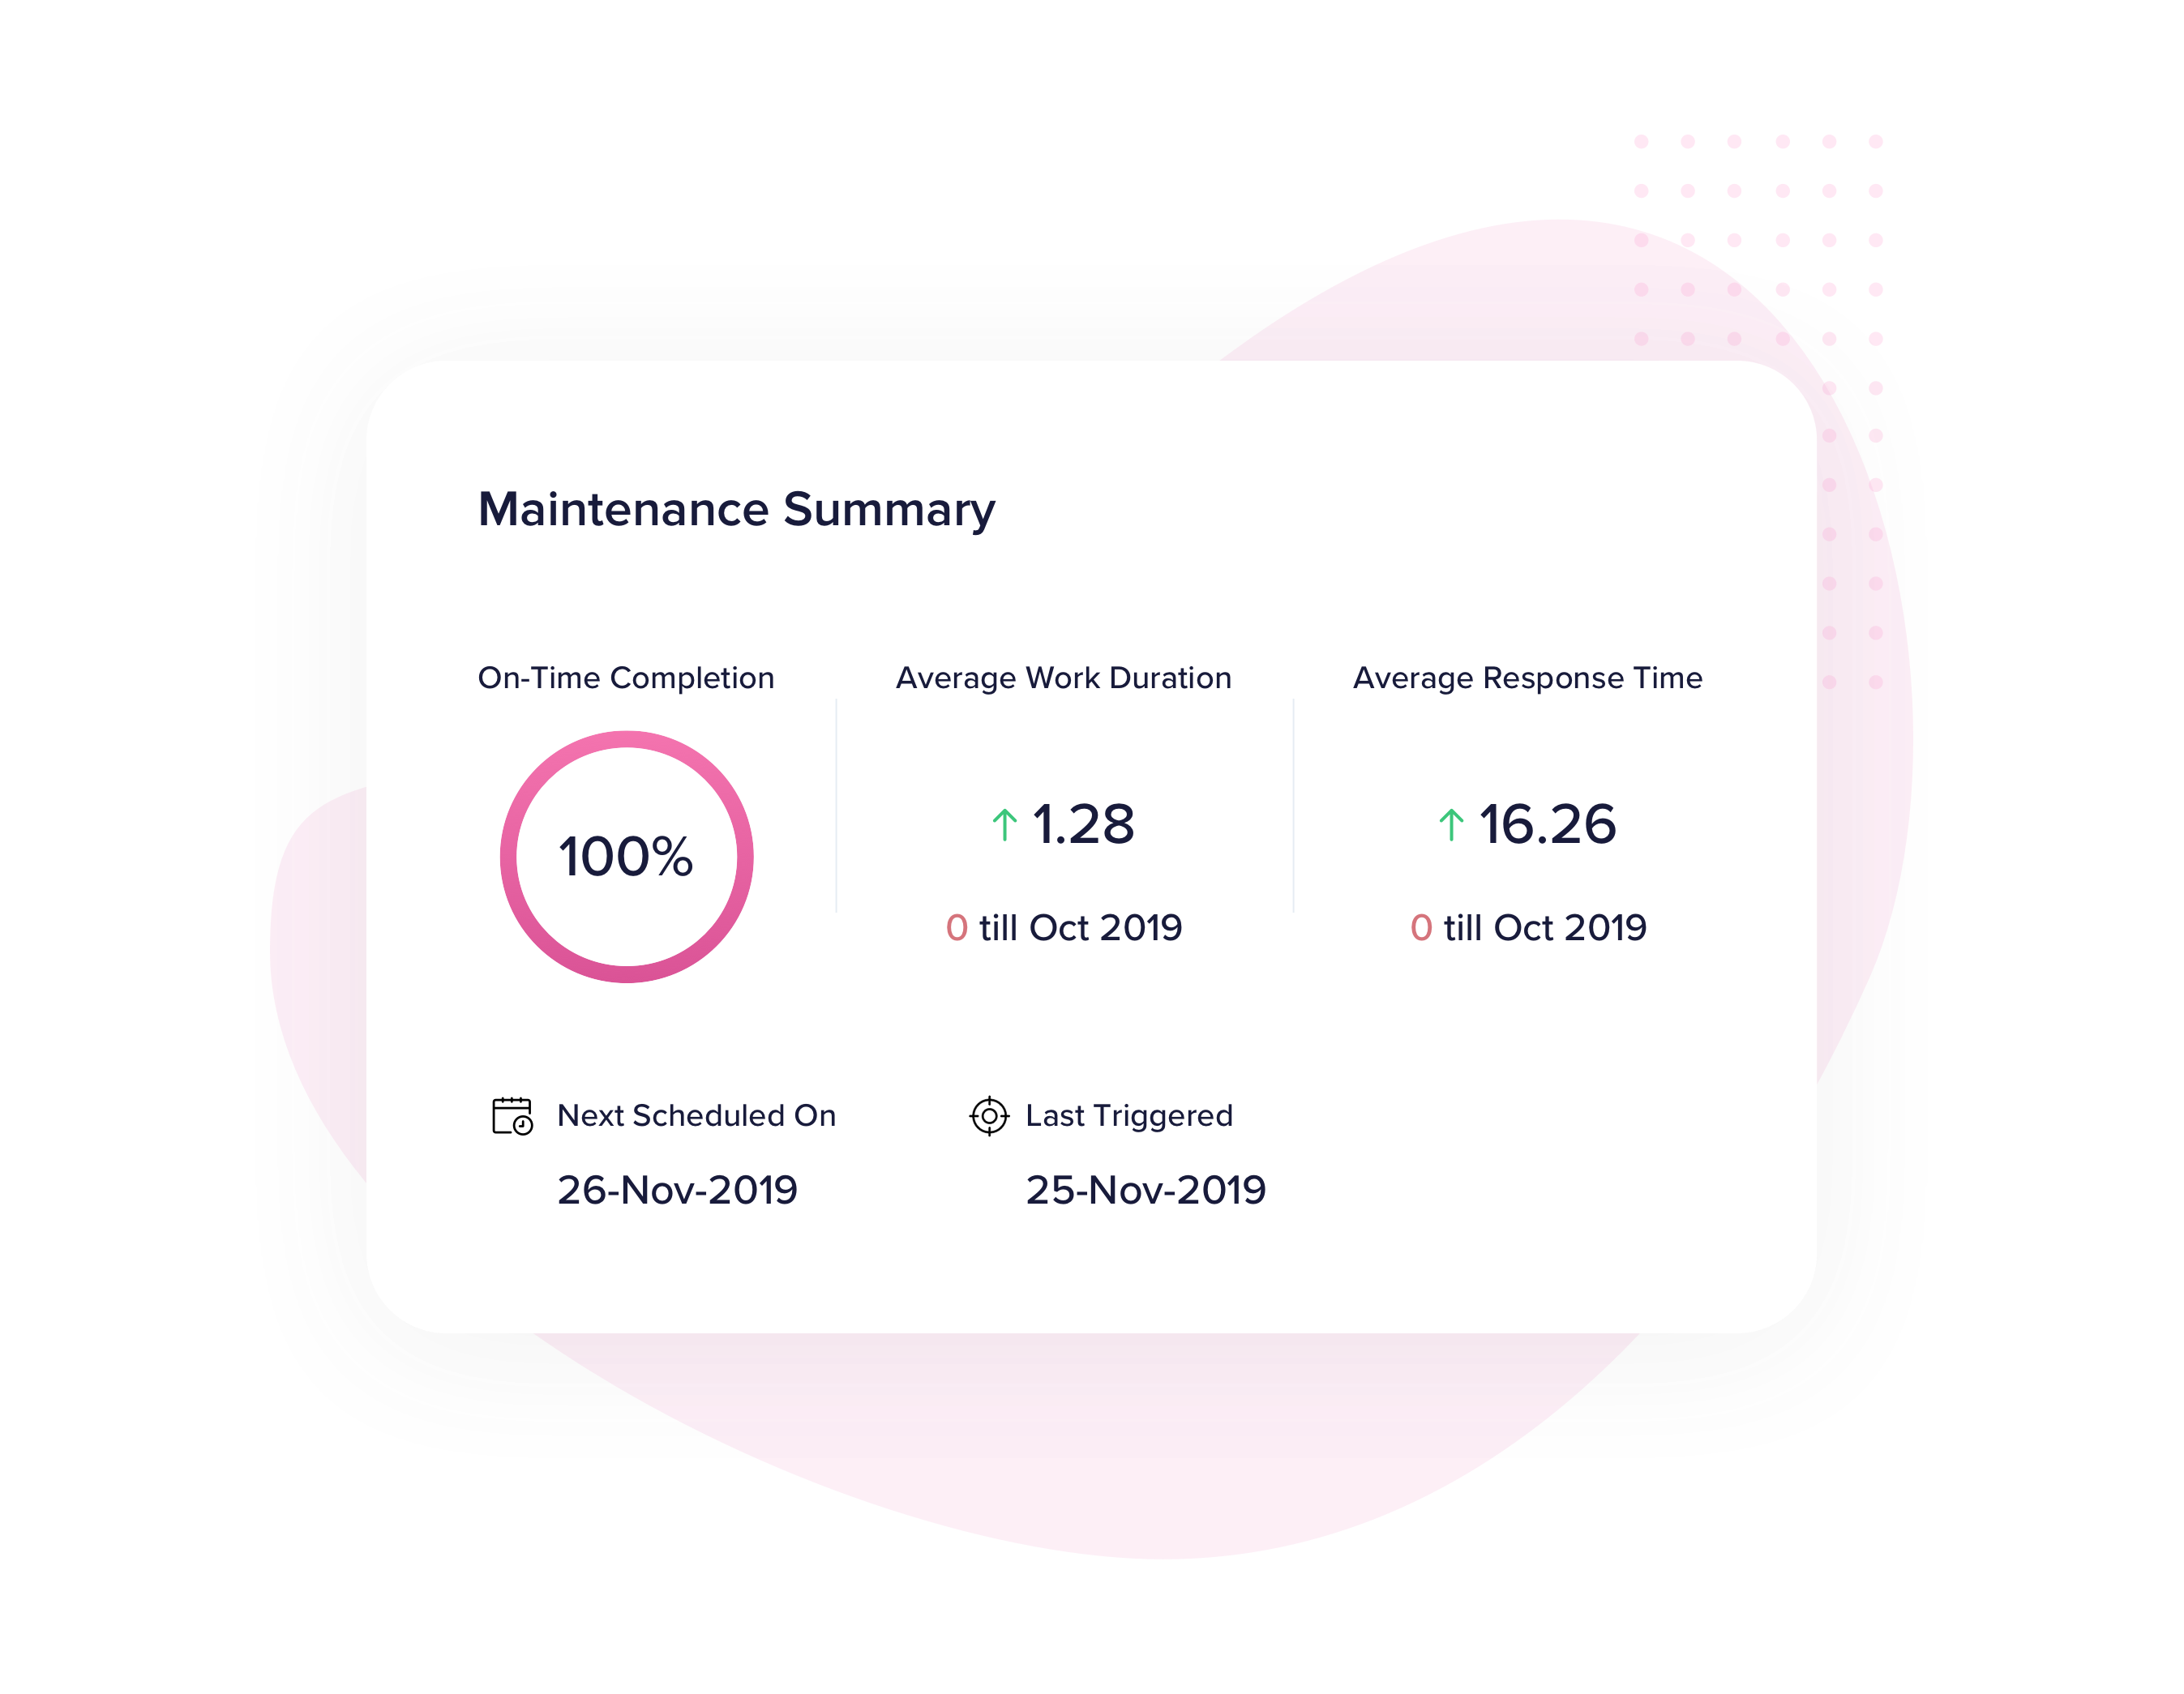 Maintenance Summary
On-Time Completion
100%
Average Work Duration
↑ 1.28
0 till Oct 2019
Average Response Time
↑ 16.26
0 till Oct 2019
Next Scheduled On
26-Nov-2019
Last Triggered
25-Nov-2019